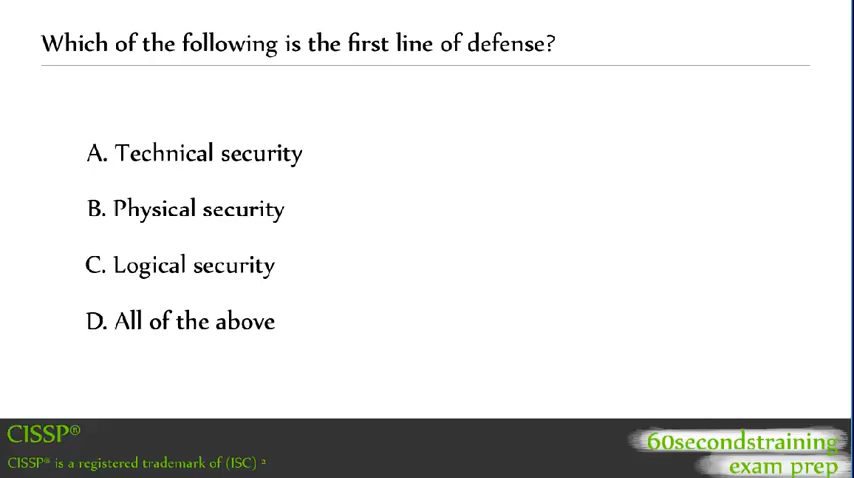 Which of the following is the first line of defense?
A. Technical security
B. Physical security
C. Logical security
D. All of the above
CISSP®
CISSP® is a registered trademark of (ISC) ²
60secondstraining
exam prep